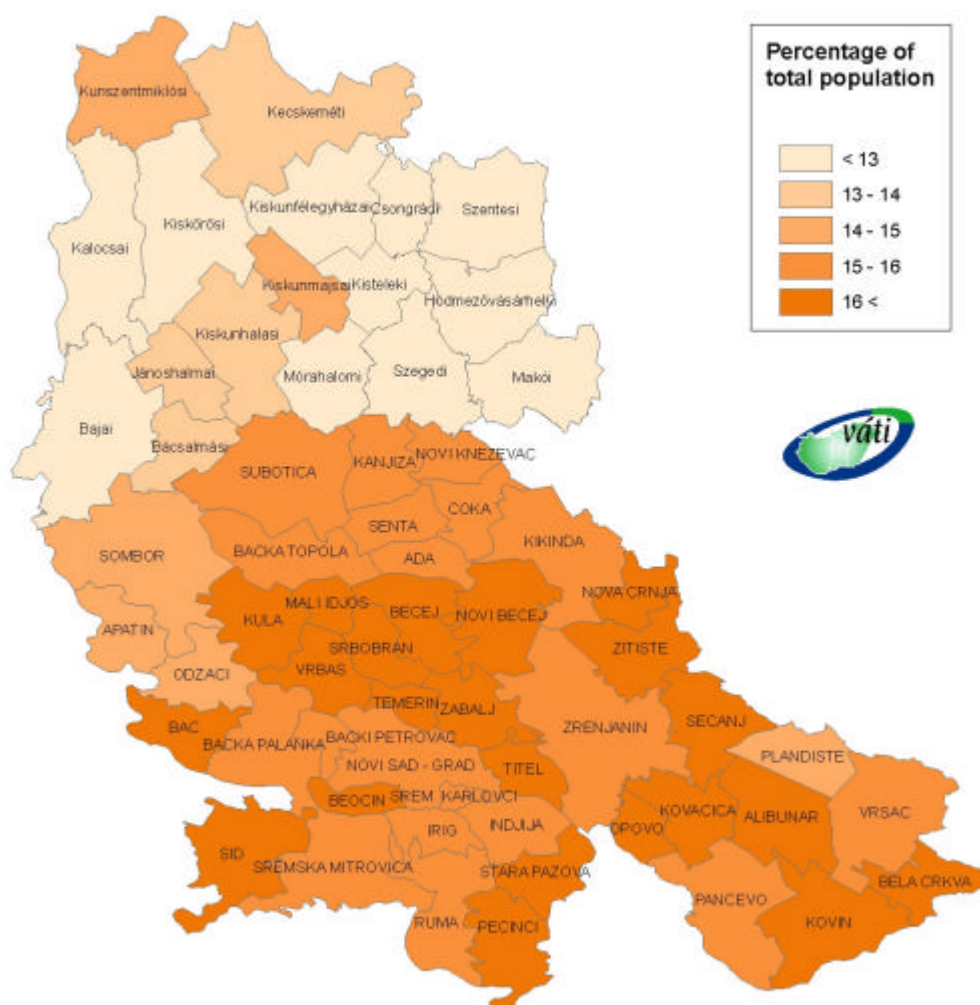 Percentage of
total population
< 13
13 - 14
14 - 15
15 - 16
16 <
váti
Kunszentmiklósi
Kecskeméti
Kiskunfélegyházai
Csongrádi
Szentesi
Kalocsai
Kiskőrösi
Kiskunmajsai
Kisteleki
Hódmezővásárhelyi
Kiskunhalasi
Jánoshalmai
Mórahalomi
Szegedi
Makói
Bajai
Bácsalmási
SUBOTICA
KANJIZA
NOVI KNEZEVAC
COKA
SENTA
KIKINDA
SOMBOR
BACKA TOPOLA
ADA
NOVA CRNJA
MALI IDJOS
BECEJ
NOVI BECEJ
KULA
APATIN
SRBOBRAN
ZITISTE
VRBAS
ODZACI
TEMERIN
ZABALJ
BAC
BACKA PALANKA
BACKI PETROVAC
ZRENJANIN
SECANJ
PLANDISTE
NOVI SAD - GRAD
TITEL
BEOCIN
SREM KARLOVCI
KOVACICA
ALIBUNAR
VRSAC
OPOVO
IRIG
INDJIJA
SID
SREMSKA MITROVICA
STARA PAZOVA
BELA CRKVA
PANCEVO
RUMA
PECINCI
KOVIN